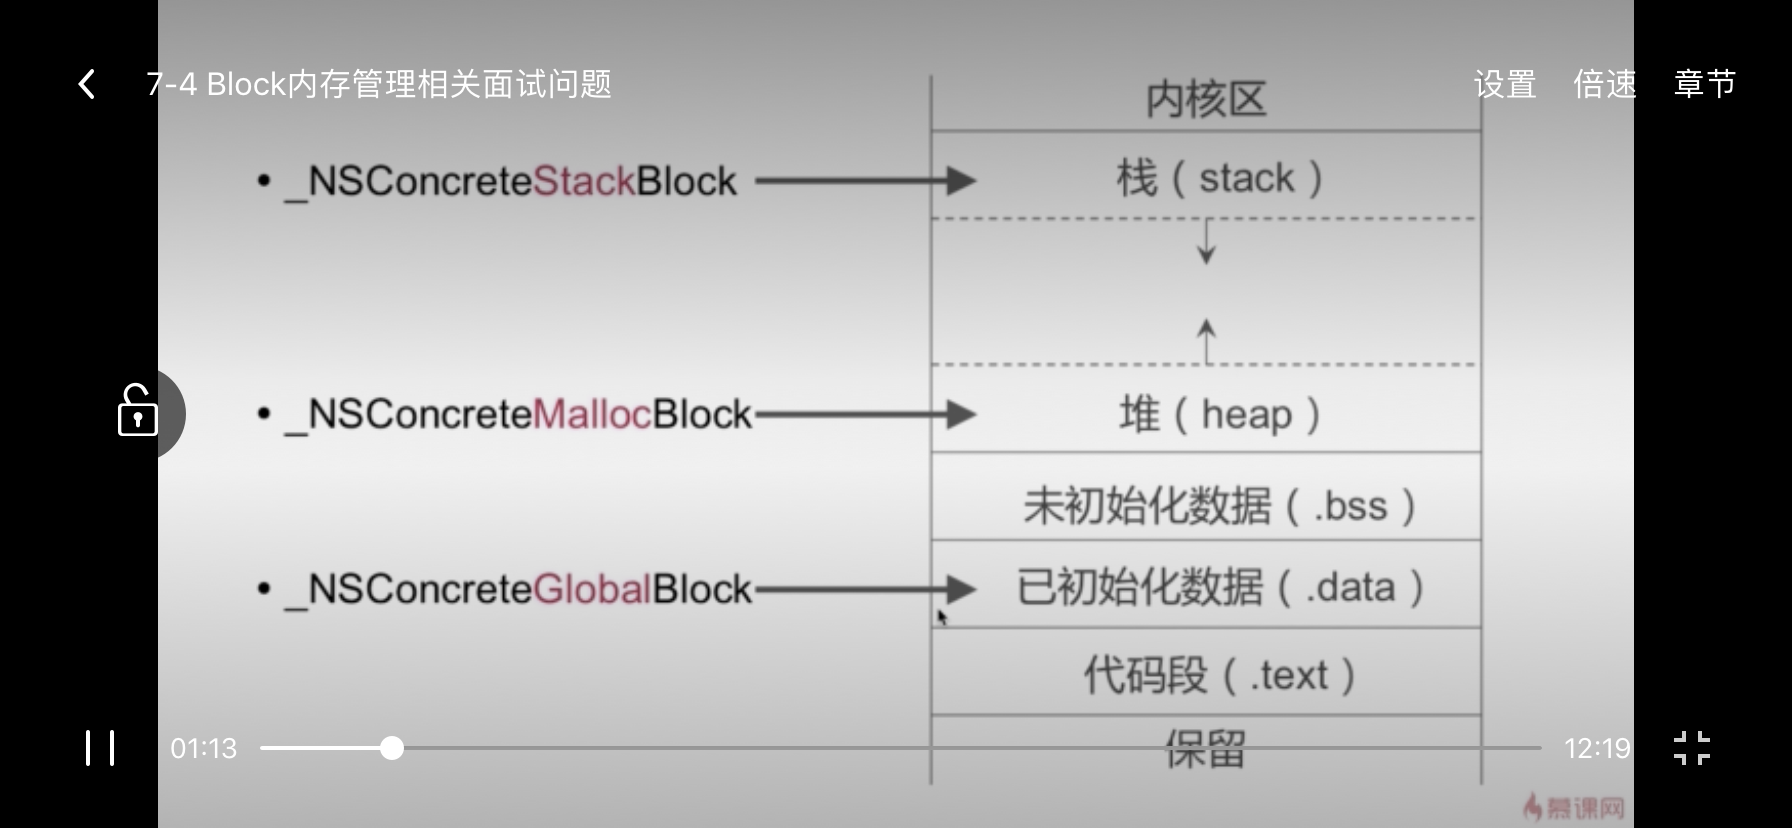 7-4 Block内存管理相关面试问题
设置 倍速 章节
内核区
• _NSConcreteStackBlock
栈（stack）
• _NSConcreteMallocBlock
堆（heap）
未初始化数据（.bss）
• _NSConcreteGlobalBlock
已初始化数据（.data）
代码段（.text）
01:13
保留
12:19
慕课网